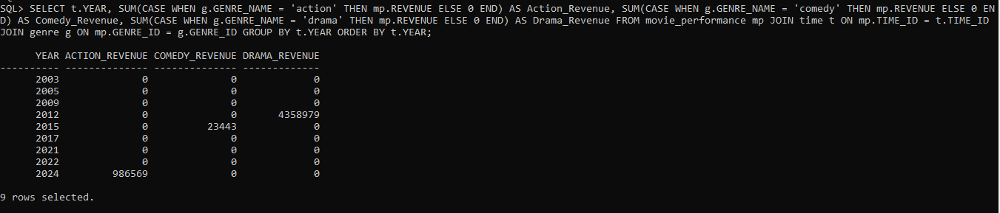 SQL> SELECT t.YEAR, SUM(CASE WHEN g.GENRE_NAME = 'action' THEN mp.REVENUE ELSE 0 END) AS Action_Revenue, SUM(CASE WHEN g.GENRE_NAME = 'comedy' THEN mp.REVENUE ELSE 0 EN
D) AS Comedy_Revenue, SUM(CASE WHEN g.GENRE_NAME = 'drama' THEN mp.REVENUE ELSE 0 END) AS Drama_Revenue FROM movie_performance mp JOIN time t ON mp.TIME_ID = t.TIME_ID
JOIN genre g ON mp.GENRE_ID = g.GENRE_ID GROUP BY t.YEAR ORDER BY t.YEAR;

      YEAR ACTION_REVENUE COMEDY_REVENUE DRAMA_REVENUE
---------- -------------- -------------- -------------
      2003              0              0             0
      2005              0              0             0
      2009              0              0             0
      2012              0              0       4358979
      2015              0          23443             0
      2017              0              0             0
      2021              0              0             0
      2022              0              0             0
      2024         986569              0             0

9 rows selected.